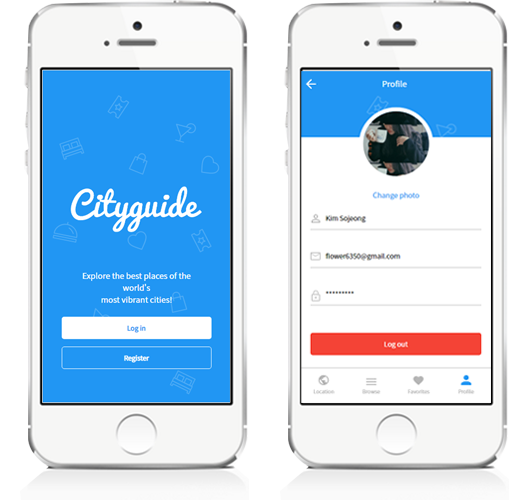 Cityguide
Explore the best places of the
world's
most vibrant cities!
Log in
Register
Profile
Change photo
Kim Sojeong
flower6350@gmail.com
*********
Log out
Location
Browse
Favorites
Profile